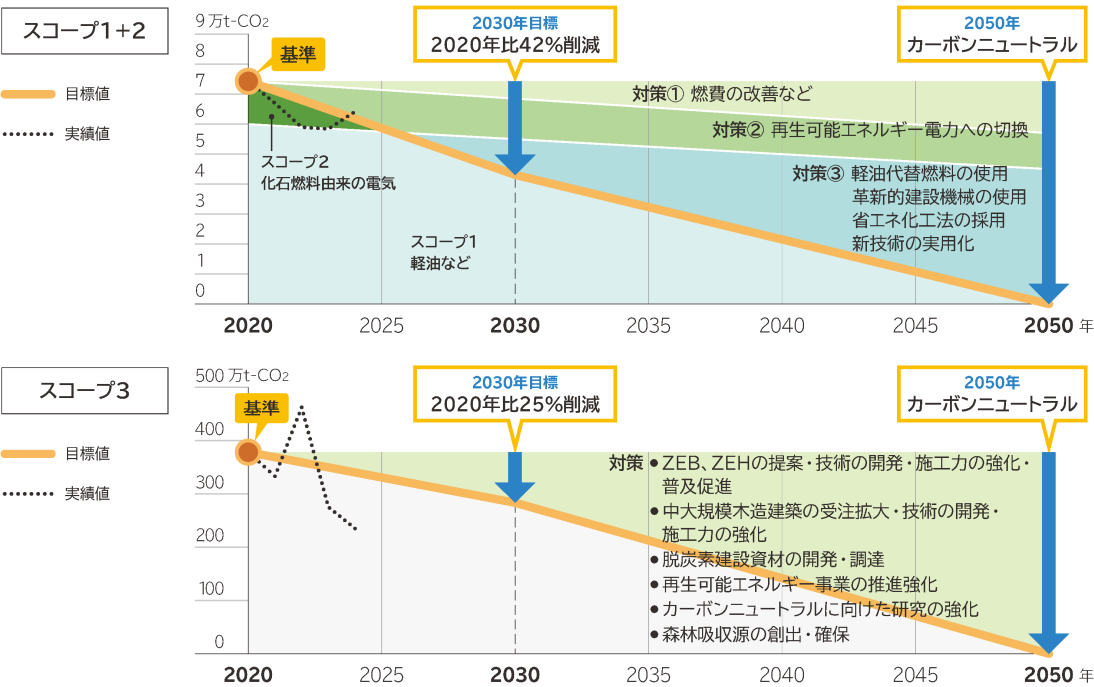 スコープ1+2
目標値
実績値
9 万t-CO2
8
7
6
5
4
3
2
1
0
基準
2030年目標
2020年比42%削減
2050年
カーボンニュートラル
対策① 燃費の改善など
対策② 再生可能エネルギー電力への切換
対策③ 軽油代替燃料の使用
革新的建設機械の使用
省エネ化工法の採用
新技術の実用化
スコープ2
化石燃料由来の電気
スコープ1
軽油など
2020 2025 2030 2035 2040 2045 2050 年
スコープ3
目標値
実績値
500 万t-CO2
400
300
200
100
0
基準
2030年目標
2020年比25%削減
2050年
カーボンニュートラル
対策 ● ZEB、ZEHの提案・技術の開発・施工力の強化・
普及促進
● 中大規模木造建築の受注拡大・技術の開発・
施工力の強化
● 脱炭素建設資材の開発・調達
● 再生可能エネルギー事業の推進強化
● カーボンニュートラルに向けた研究の強化
● 森林吸収源の創出・確保
2020 2025 2030 2035 2040 2045 2050 年